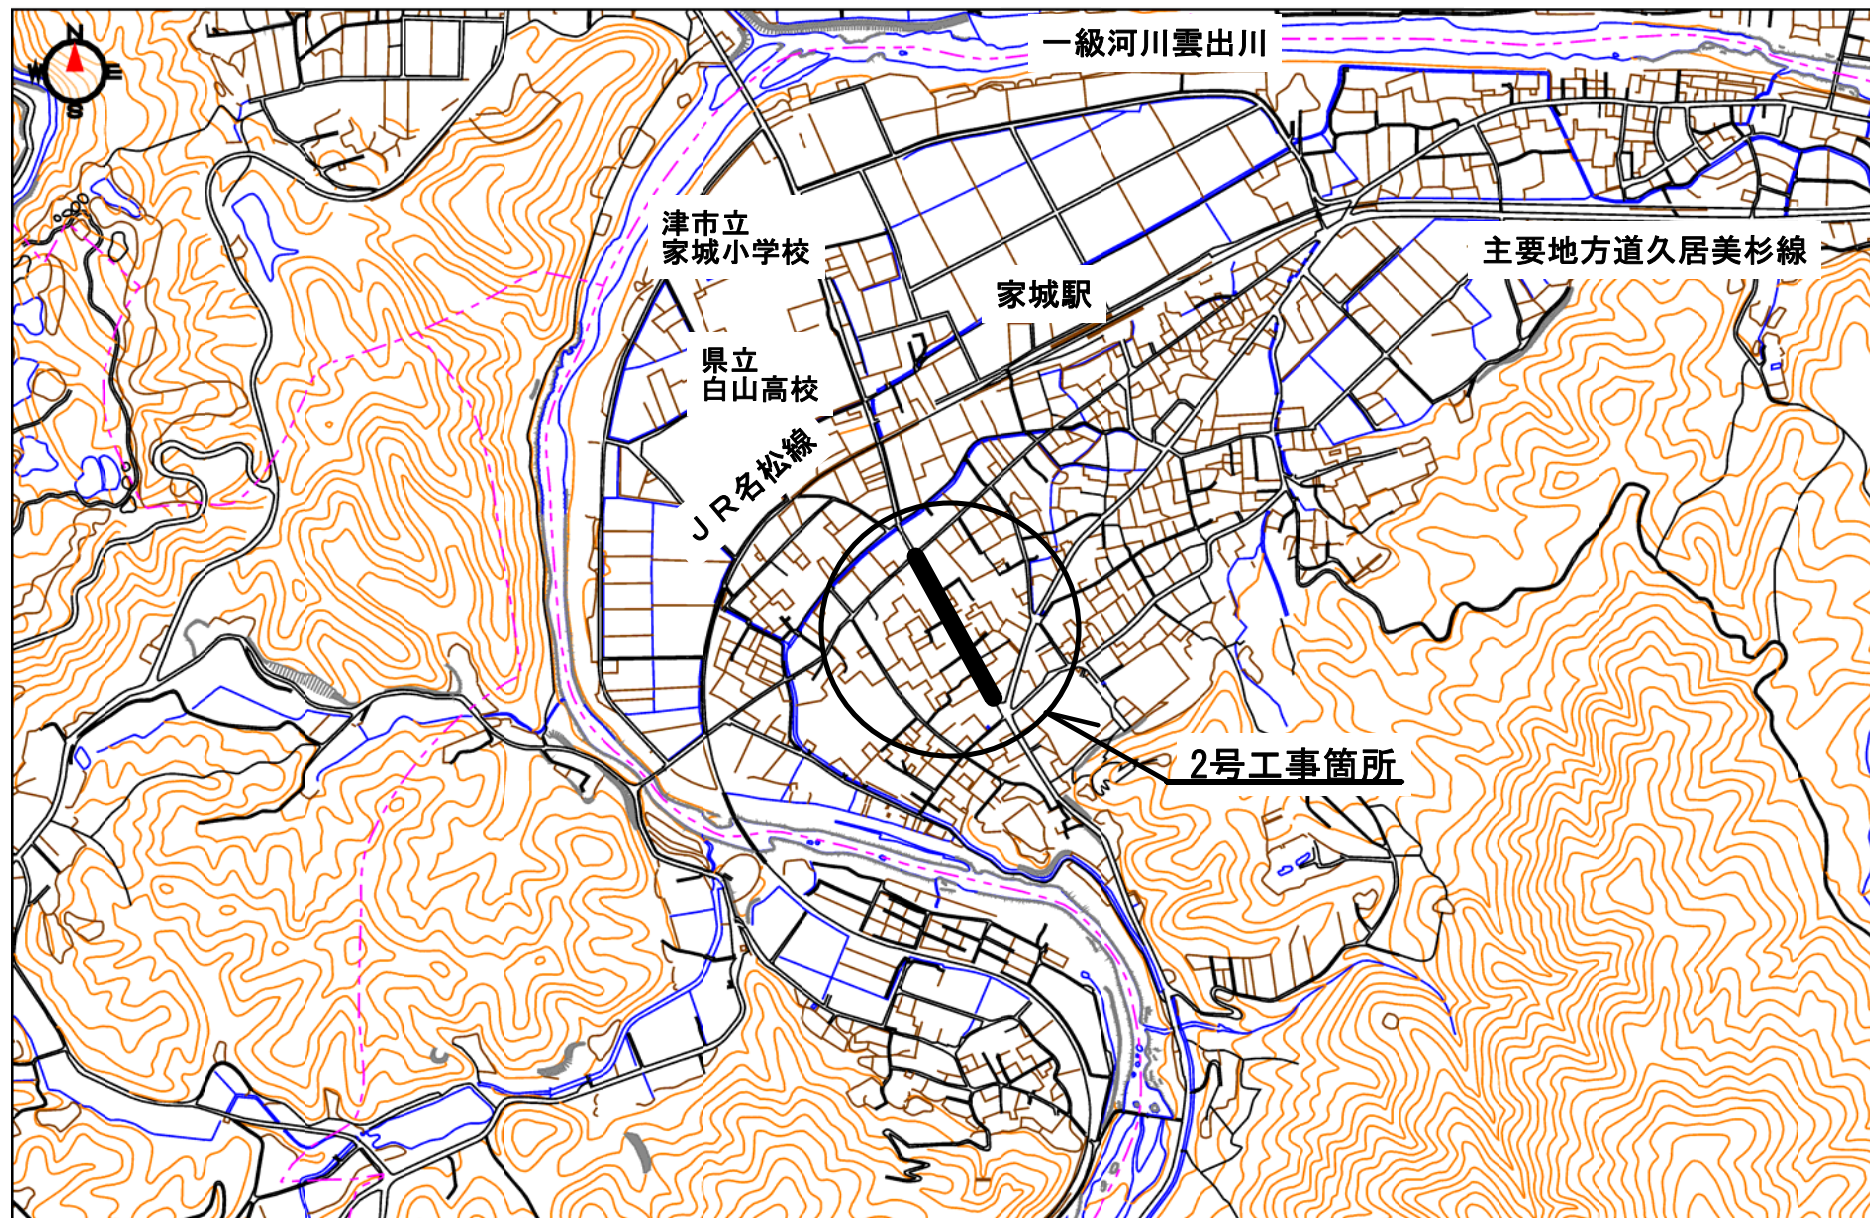 N
W
E
S
一級河川雲出川
津市立
家城小学校
主要地方道久居美杉線
家城駅
県立
白山高校
JR名松線
2号工事箇所